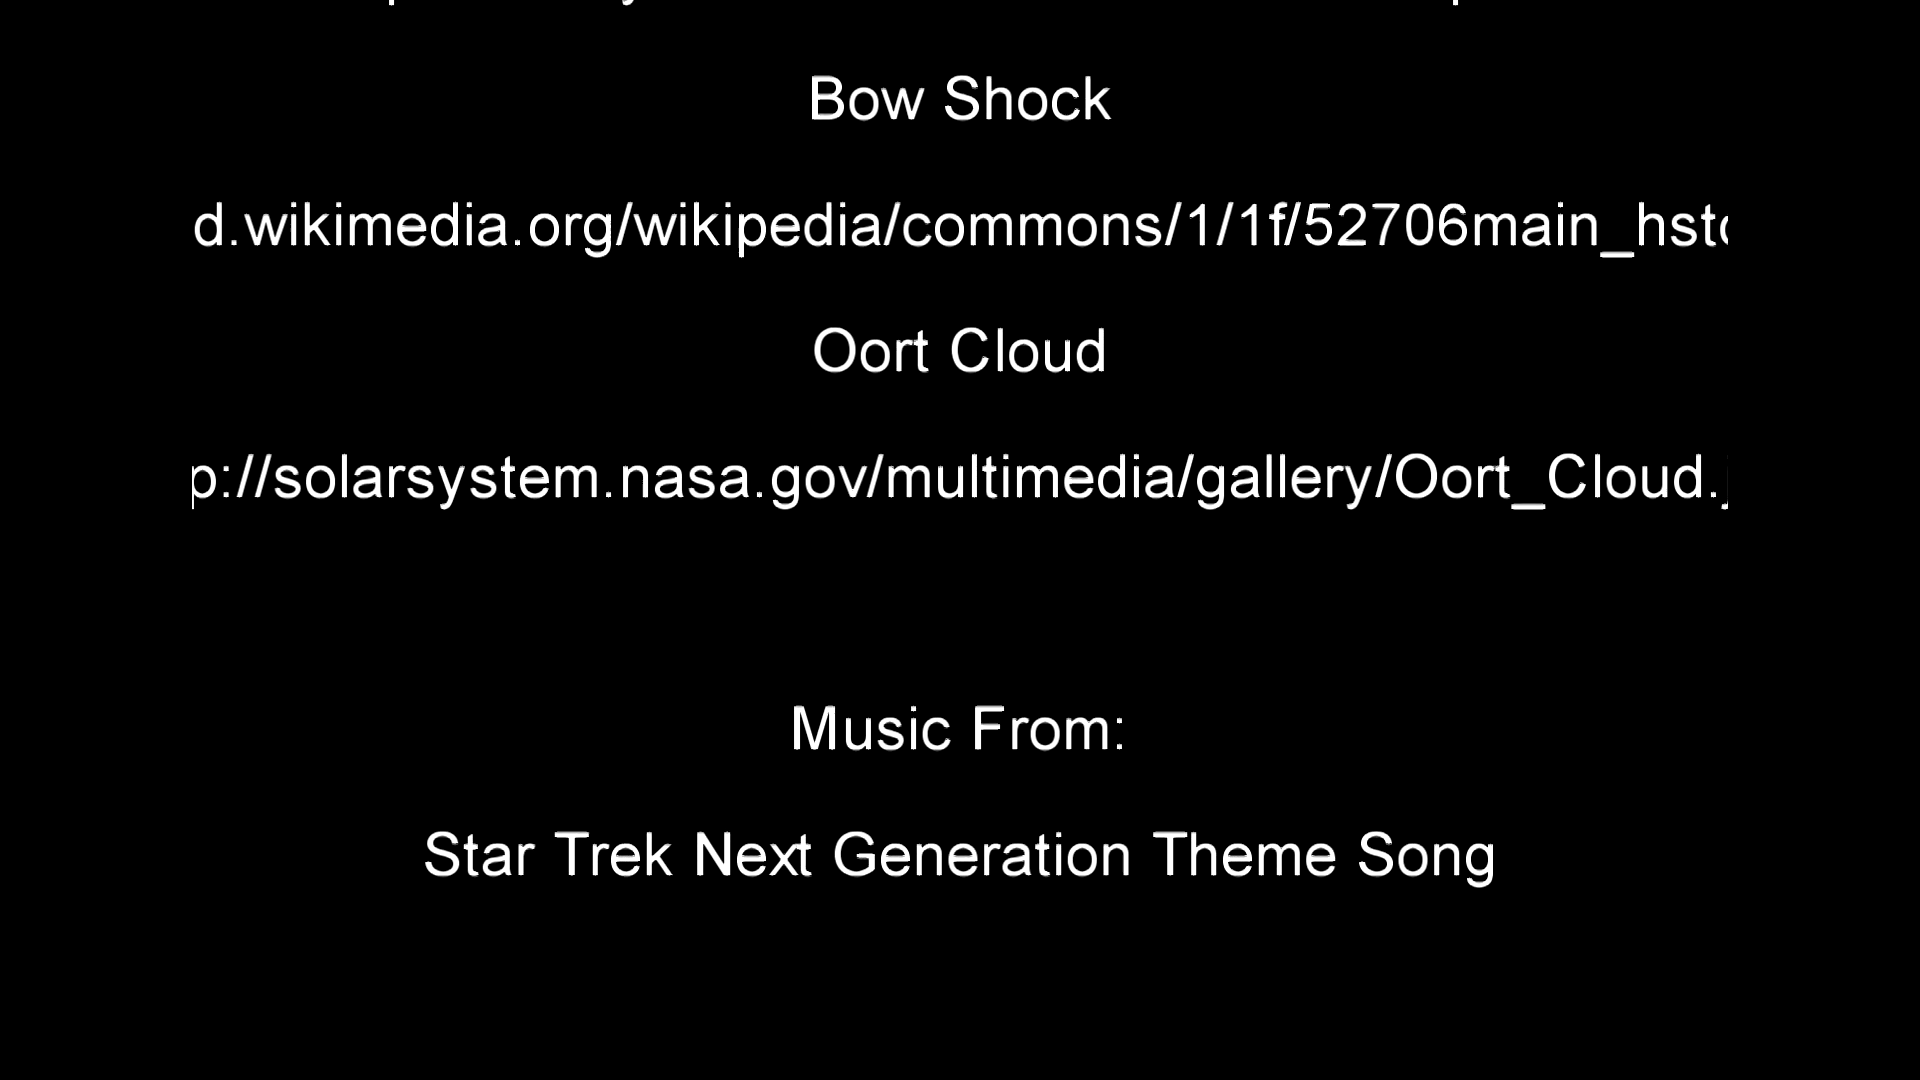 Bow Shock
d.wikimedia.org/wikipedia/commons/1/1f/52706main_hst
Oort Cloud
p://solarsystem.nasa.gov/multimedia/gallery/Oort_Cloud.j
Music From:
Star Trek Next Generation Theme Song